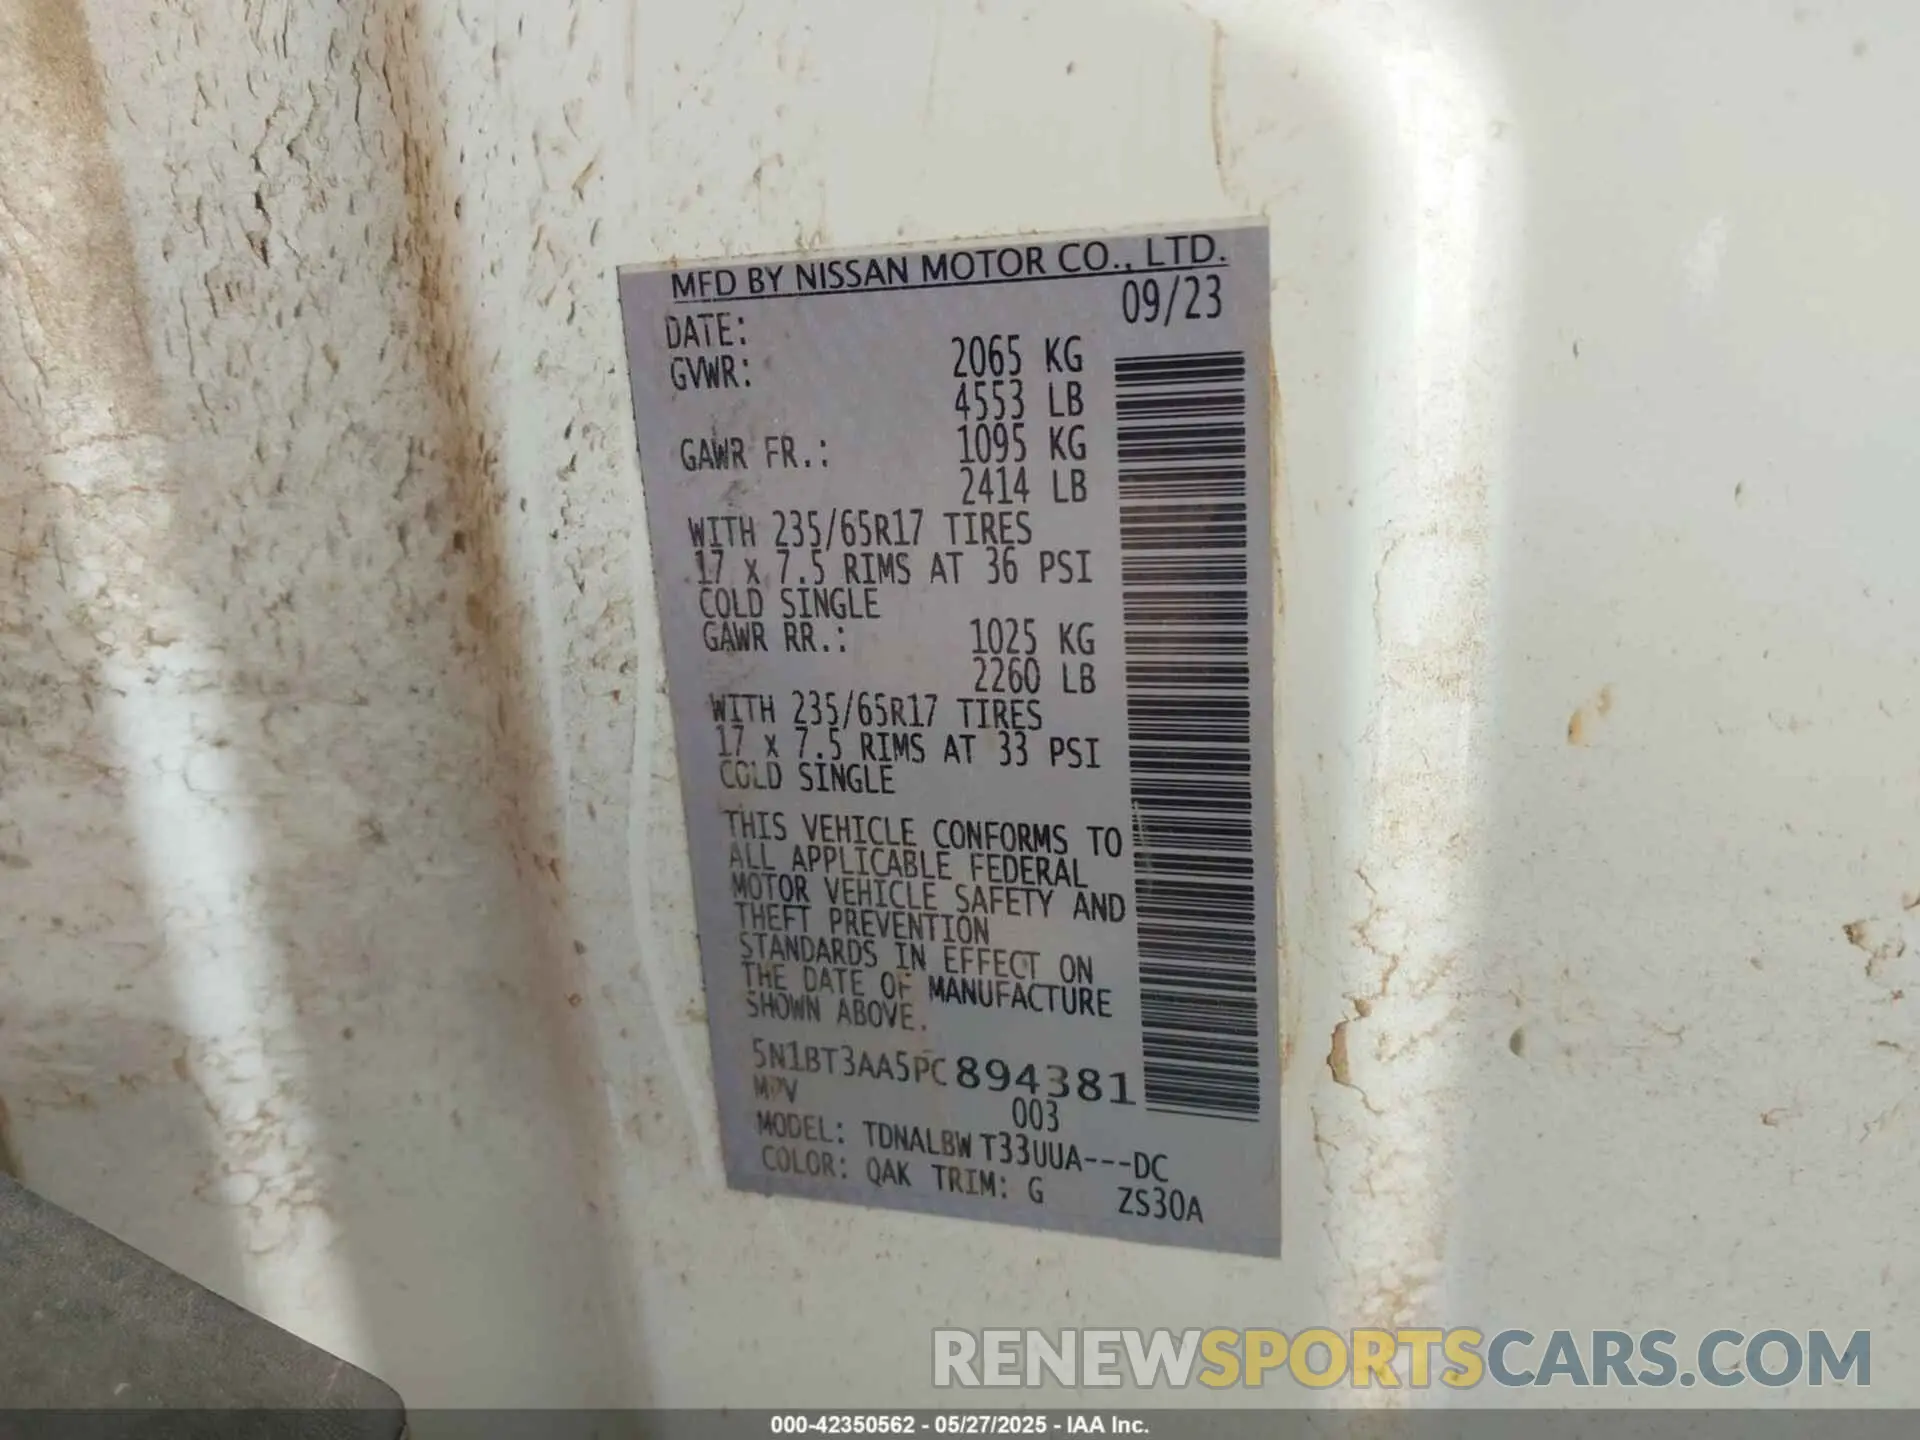 MFD BY NISSAN MOTOR CO., LTD.
DATE: 09/23
GVWR: 2065 KG
4553 LB
GAWR FR.: 1095 KG
2414 LB
WITH 235/65R17 TIRES
17 x 7.5 RIMS AT 36 PSI
COLD SINGLE
GAWR RR.: 1025 KG
2260 LB
WITH 235/65R17 TIRES
17 x 7.5 RIMS AT 33 PSI
COLD SINGLE
THIS VEHICLE CONFORMS TO
ALL APPLICABLE FEDERAL
MOTOR VEHICLE SAFETY AND
THEFT PREVENTION
STANDARDS IN EFFECT ON
THE DATE OF MANUFACTURE
SHOWN ABOVE.
5N1BT3AA5PC894381
MPV 003
MODEL: TDNALBW T33UUA---DC
COLOR: QAK TRIM: G ZS30A
RENEWSPORTSCARS.COM
000-42350562 - 05/27/2025 - IAA Inc.